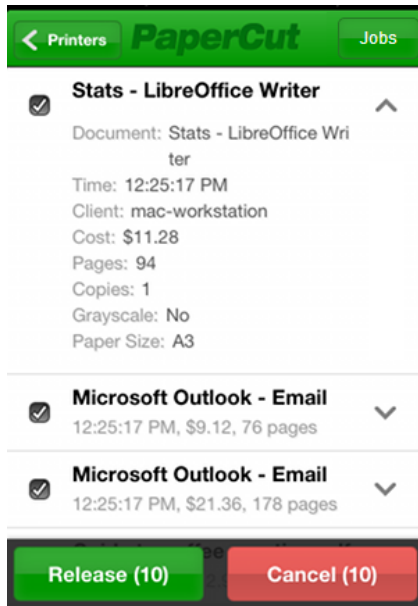 Printers
PaperCut
Jobs
Stats - LibreOffice Writer
Document: Stats - LibreOffice Wri
ter
Time: 12:25:17 PM
Client: mac-workstation
Cost: $11.28
Pages: 94
Copies: 1
Grayscale: No
Paper Size: A3
Microsoft Outlook - Email
12:25:17 PM, $9.12, 76 pages
Microsoft Outlook - Email
12:25:17 PM, $21.36, 178 pages
Release (10)
Cancel (10)